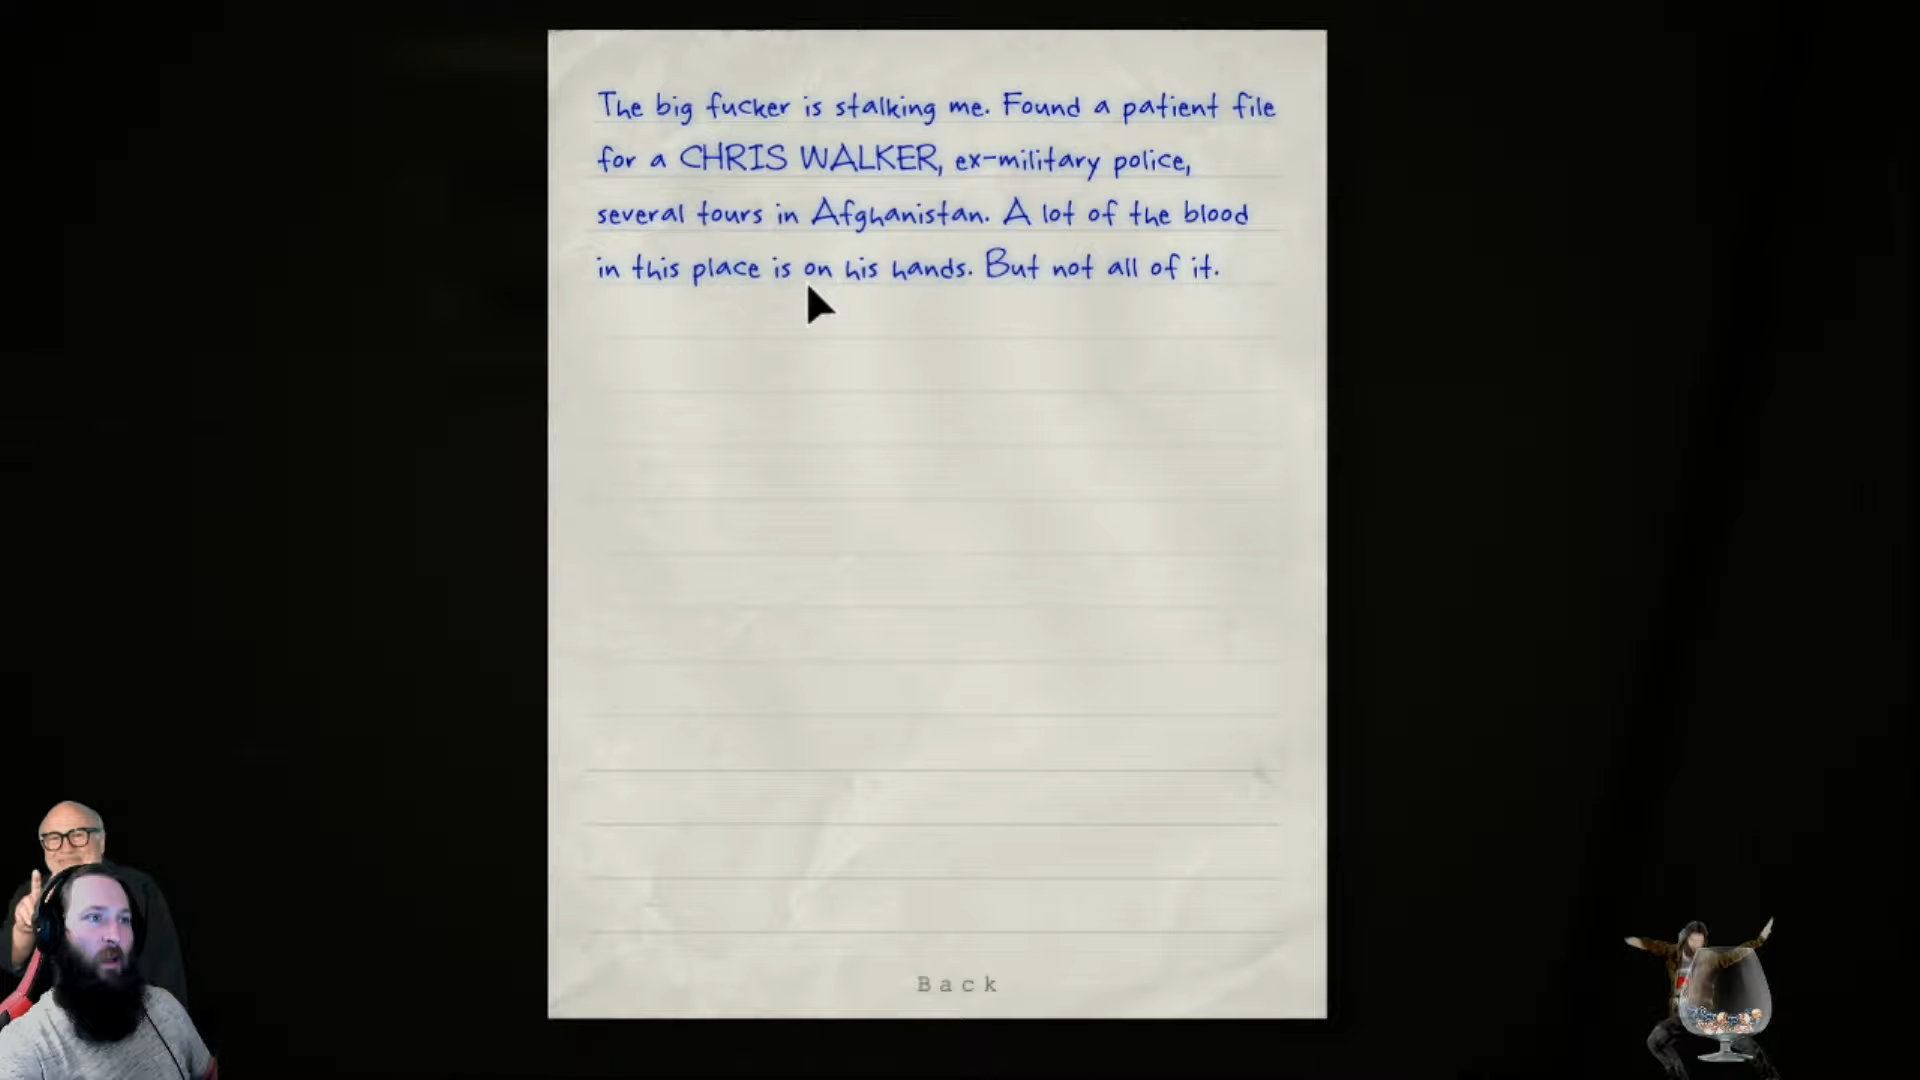 The big fucker is stalking me. Found a patient file
for a CHRIS WALKER, ex-military police,
several tours in Afghanistan. A lot of the blood
in this place is on his hands. But not all of it.
Back